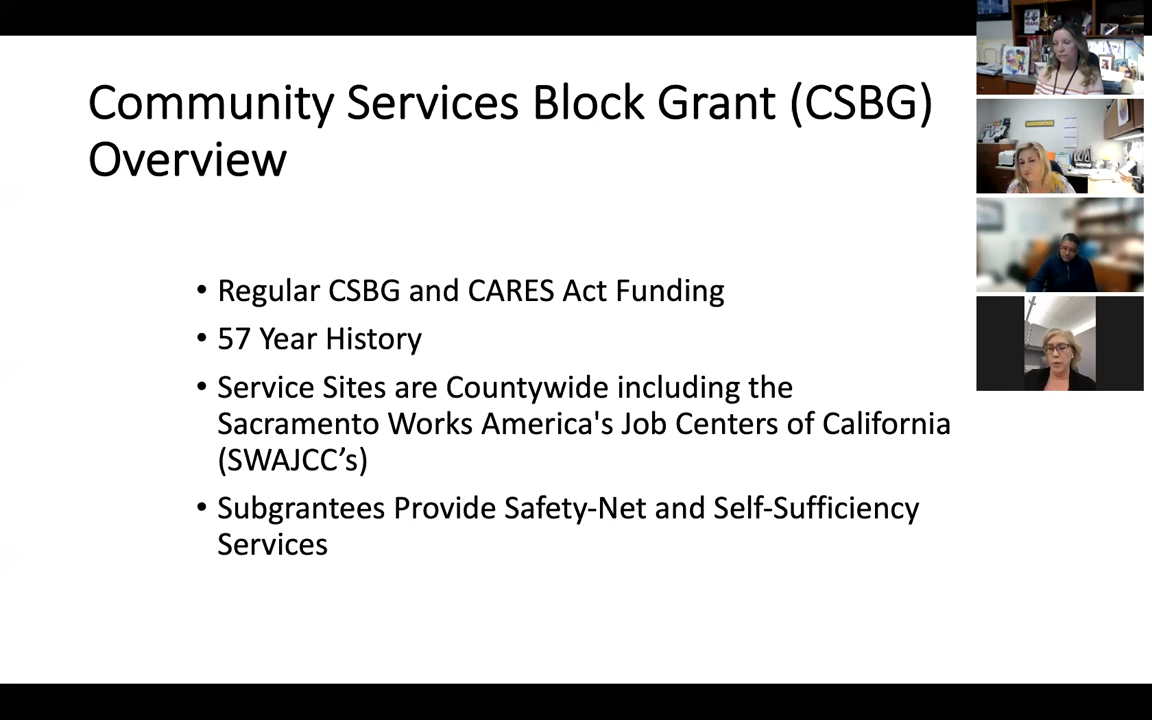 Community Services Block Grant (CSBG)
Overview
• Regular CSBG and CARES Act Funding
• 57 Year History
• Service Sites are Countywide including the
Sacramento Works America's Job Centers of California
(SWAJCC’s)
• Subgrantees Provide Safety-Net and Self-Sufficiency
Services